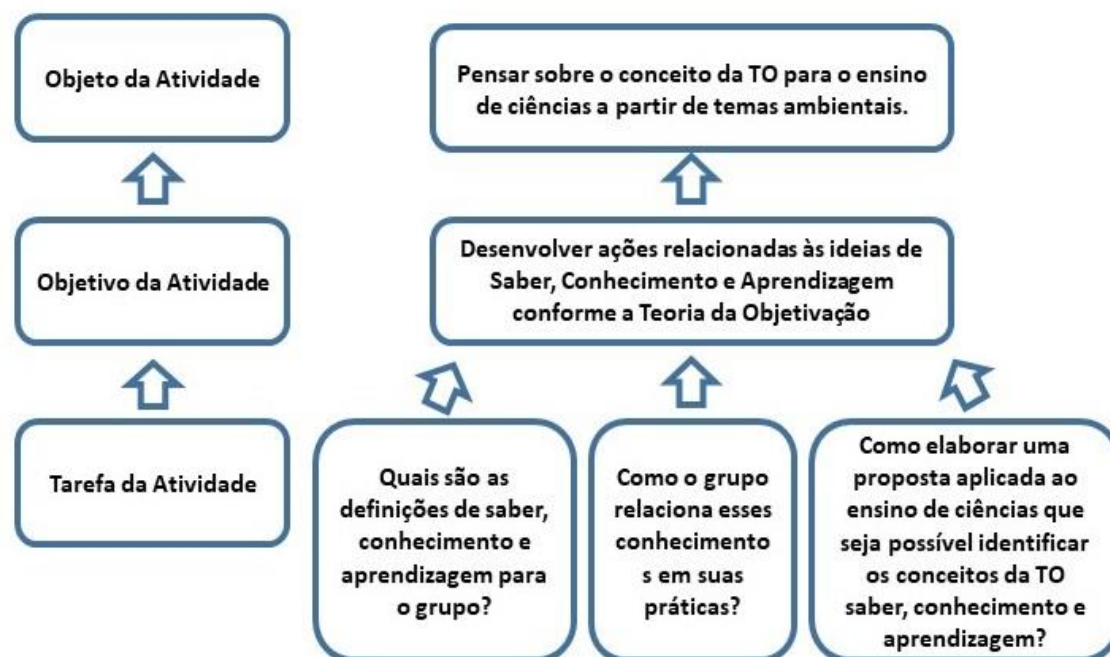 Objeto da Atividade
Pensar sobre o conceito da TO para o ensino
de ciências a partir de temas ambientais.
Objetivo da Atividade
Desenvolver ações relacionadas às ideias de
Saber, Conhecimento e Aprendizagem
conforme a Teoria da Objetivação
Tarefa da Atividade
Quais são as
definições de saber,
conhecimento e
aprendizagem para
o grupo?
Como o grupo
relaciona esses
conhecimento
s em suas
práticas?
Como elaborar uma
proposta aplicada ao
ensino de ciências que
seja possível identificar
os conceitos da TO
saber, conhecimento e
aprendizagem?